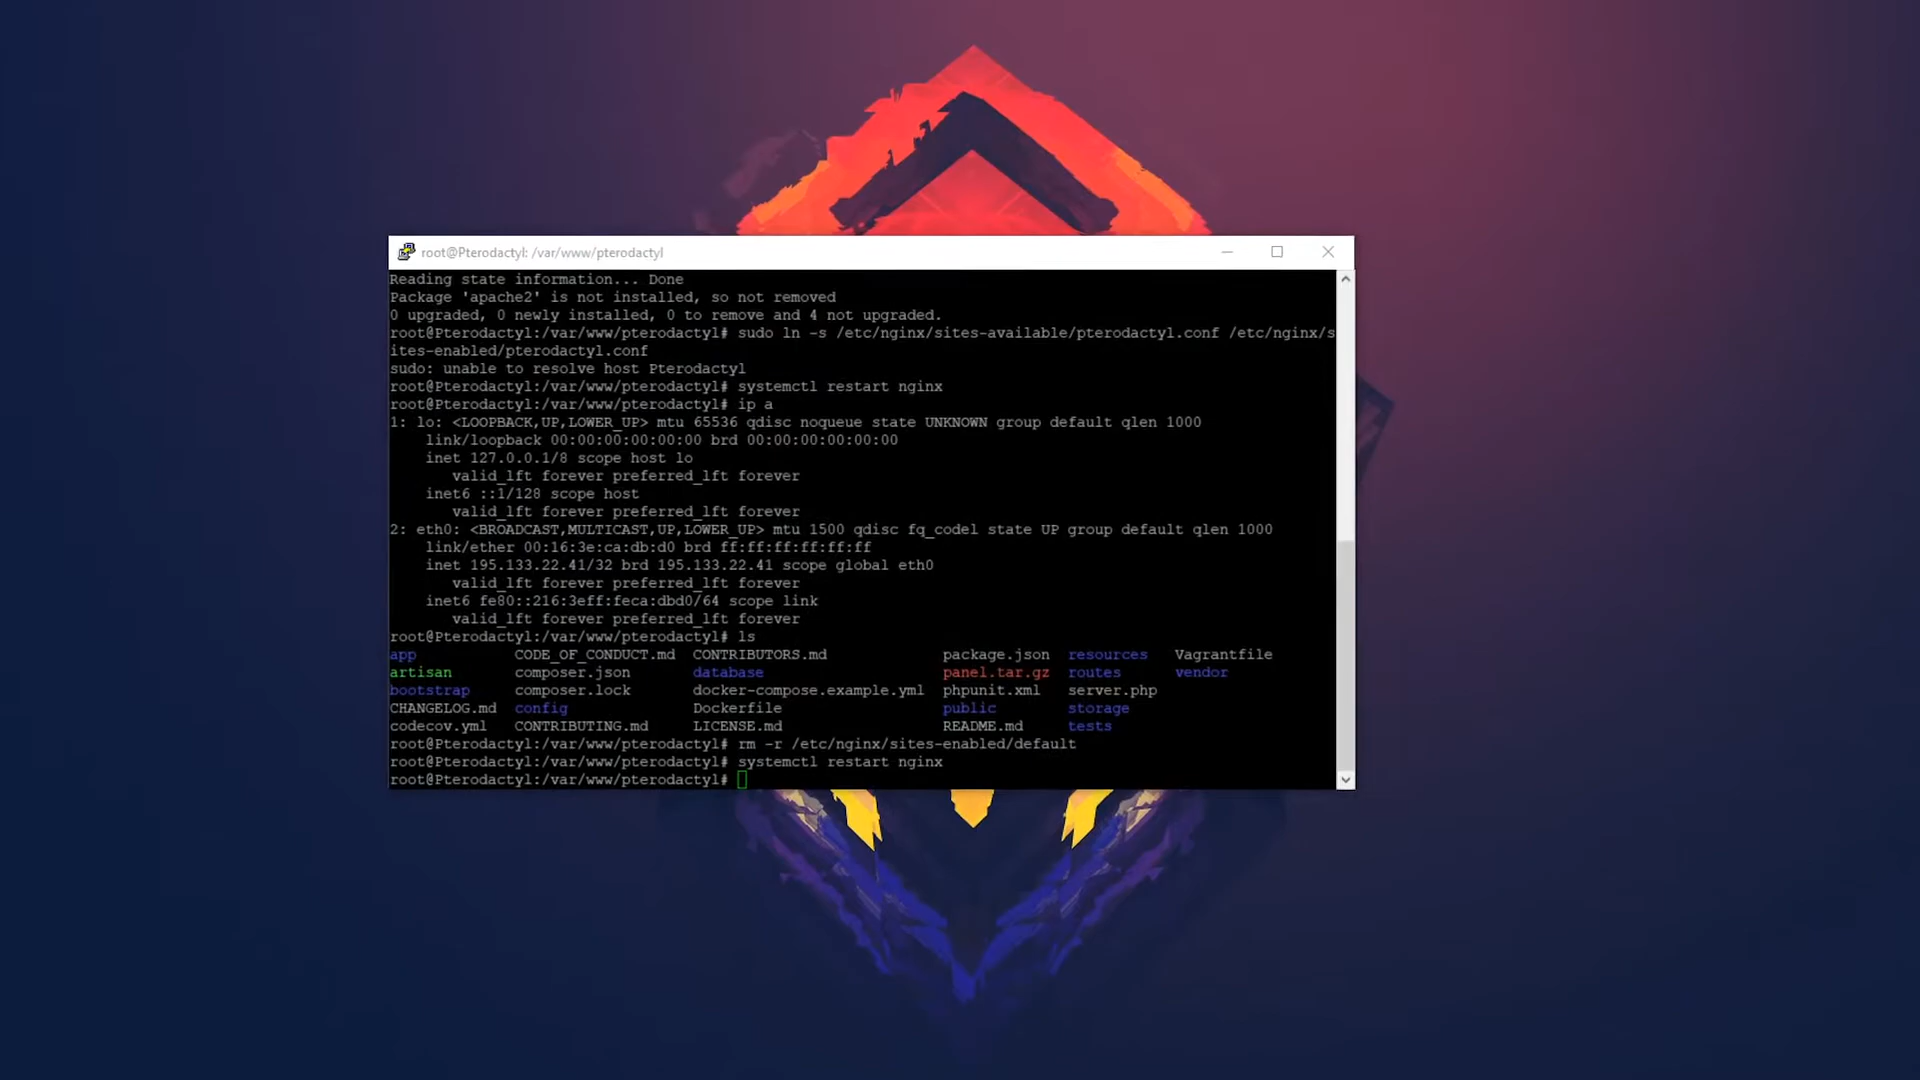 root@Pterodactyl: /var/www/pterodactyl
Reading state information... Done
Package 'apache2' is not installed, so not removed
0 upgraded, 0 newly installed, 0 to remove and 4 not upgraded.
root@Pterodactyl:/var/www/pterodactyl# sudo ln -s /etc/nginx/sites-available/pterodactyl.conf /etc/nginx/s
ites-enabled/pterodactyl.conf
sudo: unable to resolve host Pterodactyl
root@Pterodactyl:/var/www/pterodactyl# systemctl restart nginx
root@Pterodactyl:/var/www/pterodactyl# ip a
1: lo: <LOOPBACK,UP,LOWER_UP> mtu 65536 qdisc noqueue state UNKNOWN group default qlen 1000
link/loopback 00:00:00:00:00:00 brd 00:00:00:00:00:00
inet 127.0.0.1/8 scope host lo
valid_lft forever preferred_lft forever
inet6 ::1/128 scope host
valid_lft forever preferred_lft forever
2: eth0: <BROADCAST,MULTICAST,UP,LOWER_UP> mtu 1500 qdisc fq_codel state UP group default qlen 1000
link/ether 00:16:3e:ca:db:d0 brd ff:ff:ff:ff:ff:ff
inet 195.133.22.41/32 brd 195.133.22.41 scope global eth0
valid_lft forever preferred_lft forever
inet6 fe80::216:3eff:feca:dbd0/64 scope link
valid_lft forever preferred_lft forever
root@Pterodactyl:/var/www/pterodactyl# ls
app CODE_OF_CONDUCT.md CONTRIBUTORS.md package.json resources Vagrantfile
artisan composer.json database panel.tar.gz routes vendor
bootstrap composer.lock docker-compose.example.yml phpunit.xml server.php
CHANGELOG.md config Dockerfile public storage
codecov.yml CONTRIBUTING.md LICENSE.md README.md tests
root@Pterodactyl:/var/www/pterodactyl# rm -r /etc/nginx/sites-enabled/default
root@Pterodactyl:/var/www/pterodactyl# systemctl restart nginx
root@Pterodactyl:/var/www/pterodactyl#